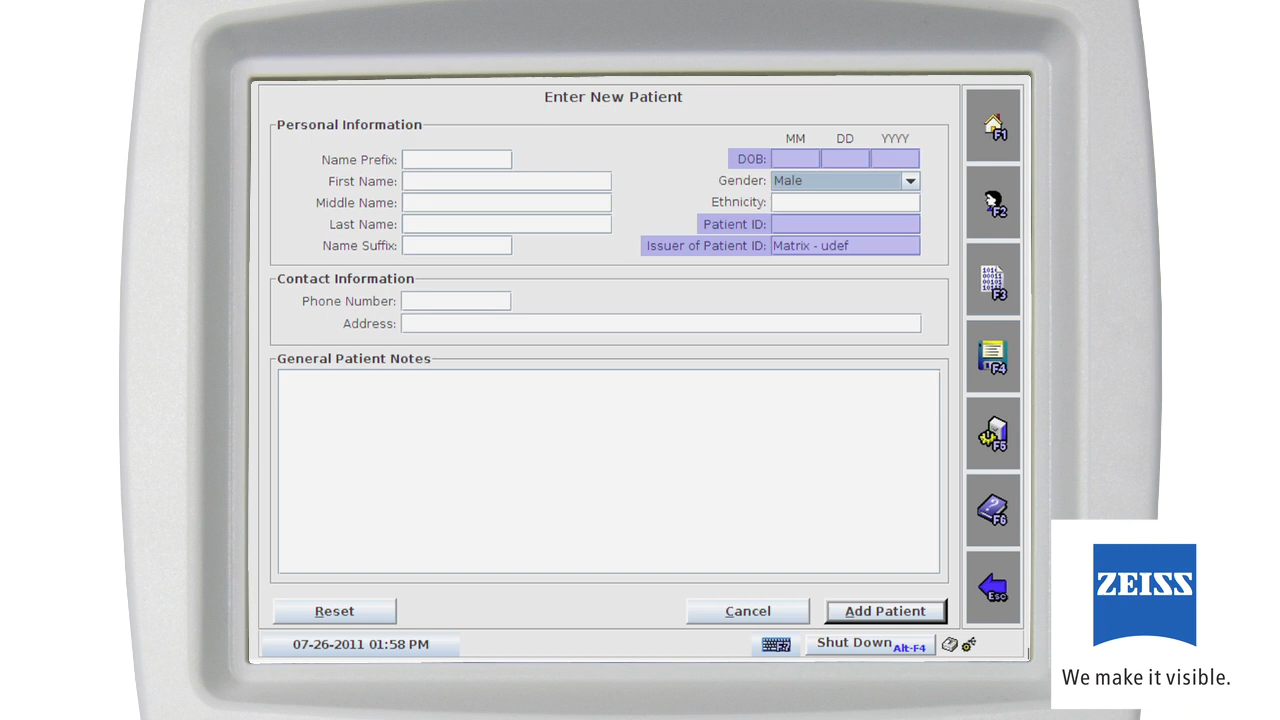 Enter New Patient
Personal Information
MM DD YYYY
Name Prefix: DOB:
First Name: Gender: Male
Middle Name: Ethnicity:
Last Name: Patient ID:
Name Suffix: Issuer of Patient ID: Matrix - udef
Contact Information
Phone Number:
Address:
General Patient Notes
Reset Cancel Add Patient
07-26-2011 01:58 PM F7 Shut Down Alt-F4
F1
F2
F3
F4
F5
F6
Esc
ZEISS
We make it visible.